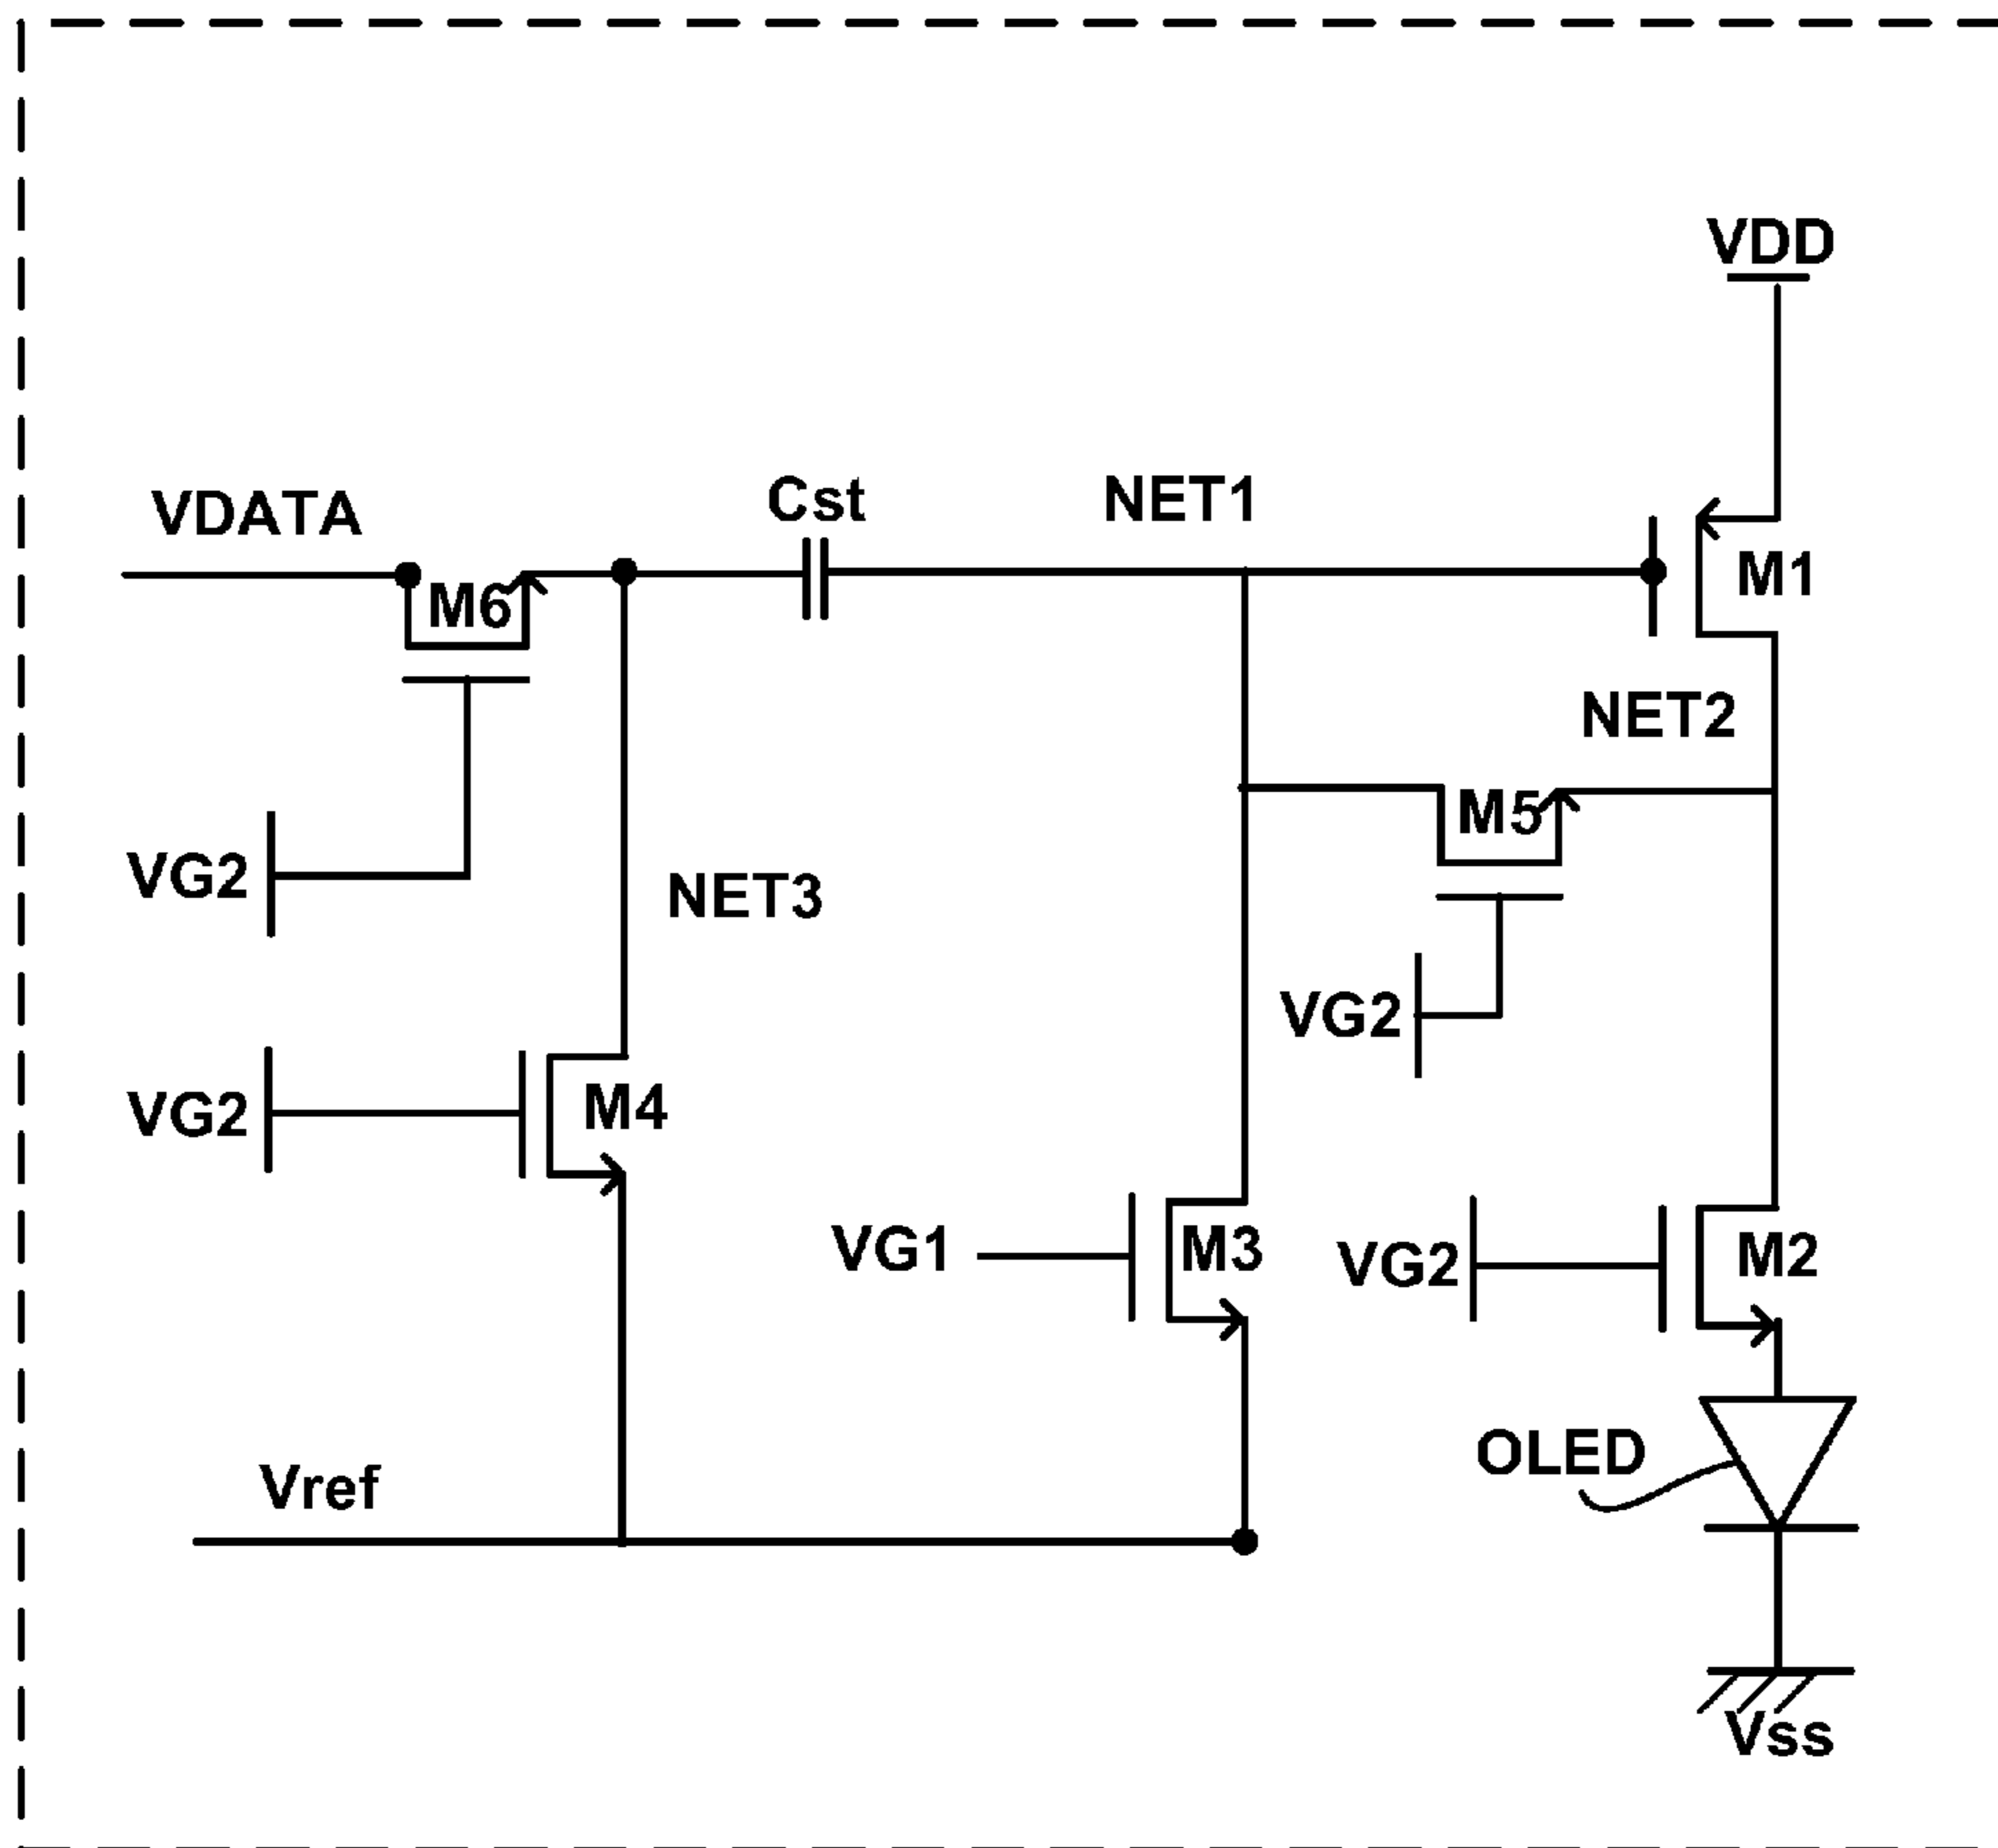 VDD
VDATA
Cst
NET1
M6
M1
NET2
M5
VG2
NET3
VG2
VG2
M4
VG1
M3
VG2
M2
OLED
Vref
Vss